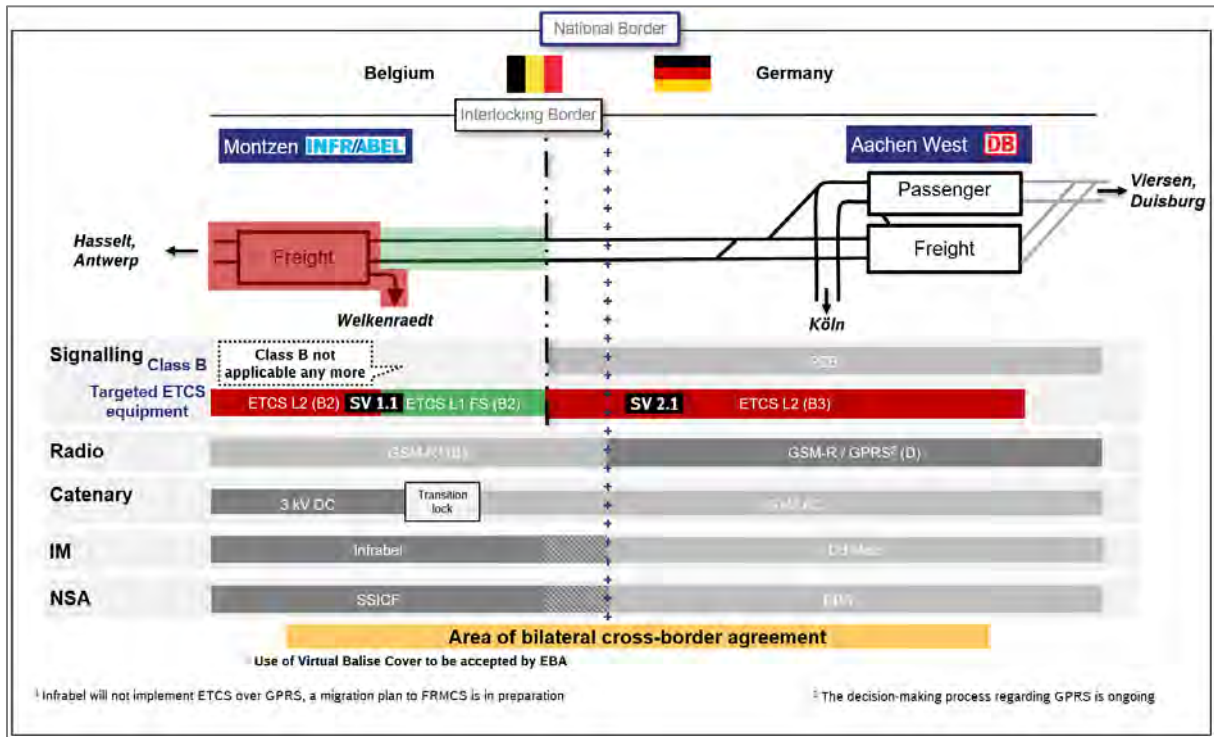 National Border
Belgium
Germany
Interlocking Border
Montzen INFRABEL
Aachen West DB
Passenger
Viersen,
Duisburg
Hasselt,
Antwerp
Freight
Freight
Welkenraedt
Köln
Signalling
Class B
Class B not
applicable any more
Targeted ETCS
equipment
ETCS L2 (B2) SV 1.1 ETCS L1 FS (B2)
SV 2.1 ETCS L2 (B3)
Radio
GSM-R¹ (B)
GSM-R / GPRS² (D)
Catenary
3 kV DC
Transition
lock
IM
Infrabel
NSA
SSICF
Area of bilateral cross-border agreement
Use of Virtual Balise Cover to be accepted by EBA
¹ Infrabel will not implement ETCS over GPRS, a migration plan to FRMCS is in preparation
² The decision-making process regarding GPRS is ongoing